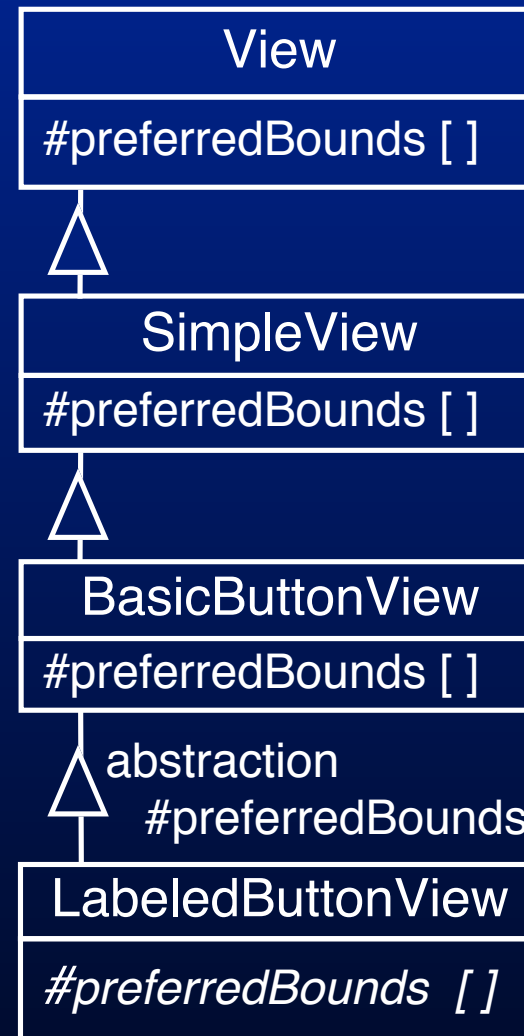 View
#preferredBounds [ ]
SimpleView
#preferredBounds [ ]
BasicButtonView
#preferredBounds [ ]
abstraction
#preferredBounds
LabeledButtonView
#preferredBounds [ ]